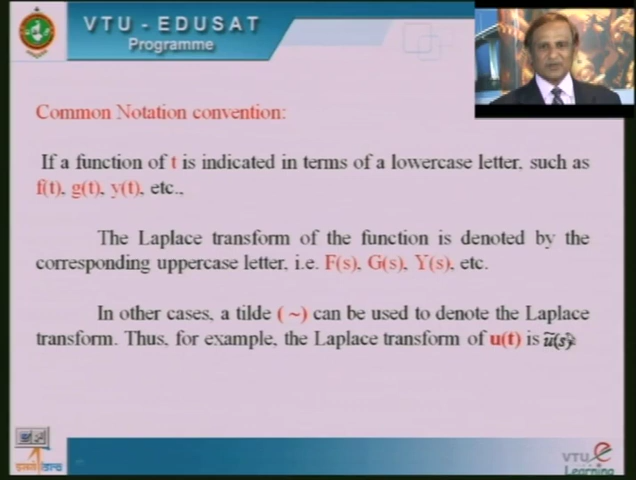 VTU - EDUSAT
Programme
Common Notation convention:
If a function of t is indicated in terms of a lowercase letter, such as
f(t), g(t), y(t), etc.,
The Laplace transform of the function is denoted by the
corresponding uppercase letter, i.e. F(s), G(s), Y(s), etc.
In other cases, a tilde (~) can be used to denote the Laplace
transform. Thus, for example, the Laplace transform of u(t) is ũ(s).
VTU e
Learning